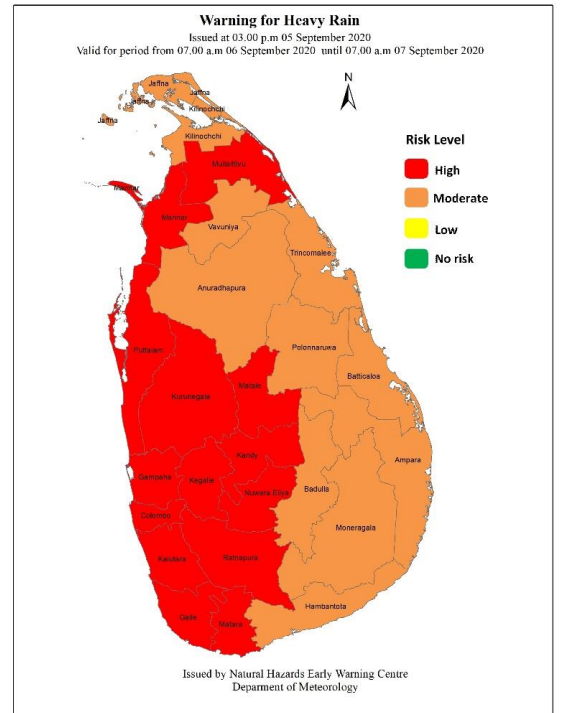 Warning for Heavy Rain
Issued at 03.00 p.m 05 September 2020
Valid for period from 07.00 a.m 06 September 2020 until 07.00 am 07 September 2020
N
Jaffna
Jaffna
Jaffna
Jaffna
Kilinochchi
Kilinochchi
Risk Level
High
Moderate
Low
No risk
Mullaitivu
Mannar
Mannar
Vavuniya
Trincomalee
Anuradhapura
Puttalam
Polonnaruwa
Batticaloa
Matale
Kurunegala
Kandy
Ampara
Gampaha
Kegalle
Nuwara Eliya
Badulla
Colombo
Moneragala
Kalutara
Ratnapura
Hambantota
Galle
Matara
Issued by Natural Hazards Early Warning Centre
Deparment of Meteorology